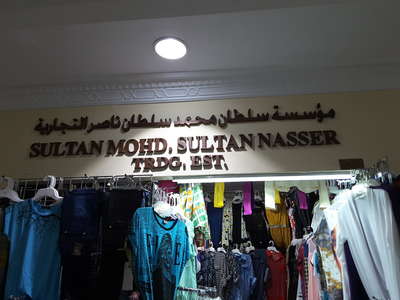 مؤسسة سلطان محمد سلطان ناصر التجارية
SULTAN MOHD. SULTAN NASSER
TRDG. EST.